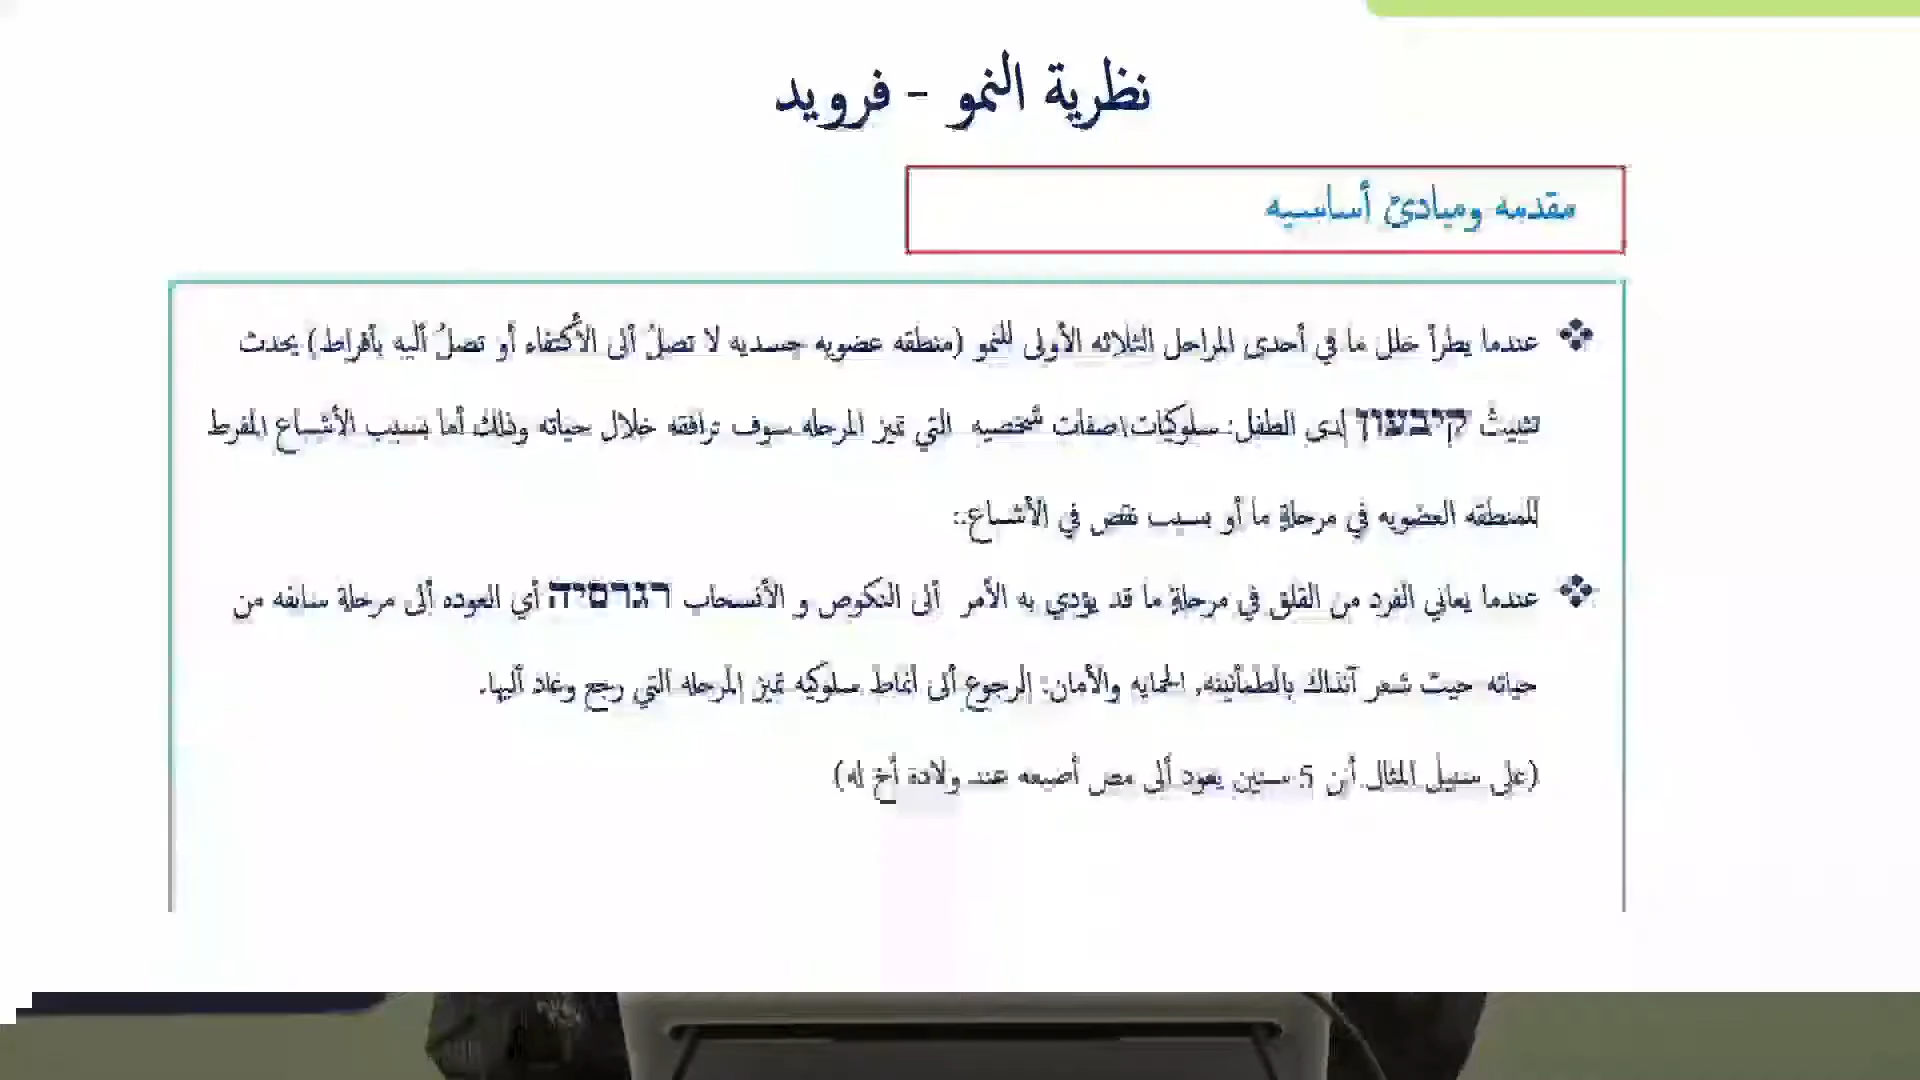 نظرية النمو - فرويد
مقدمه ومبادئ أساسيه
عندما يطرأ خلل ما في أحدى المراحل الثلاثه الأولى للنمو (منطقه عضويه جسديه لا تصلُ ألى الأكتفاء أو تصلُ أليه بأفراط) يحدث
تثبيتُ קיבעון لدى الطفل: سلوكيات\صفات شخصيه التي تميز المرحله سوف ترافقه خلال حياته وذلك أما بسبب الأشباع المفرط
للمنطقه العضويه في مرحلةٍ ما أو بسبب نقص في الأشباع.:
عندما يعاني الفرد من القلق في مرحلةٍ ما قد يؤدي به الأمر ألى النكوص و الأنسحاب רגרסיה أي العوده ألى مرحلة سابقه من
حياته حيث شعر آنذاك بالطمأنينه, الحمايه والأمان: الرجوع ألى أنماط سلوكيه تميز المرحله التي رجع وعاد أليها.
(على سبيل المثال أبن 5 سنين يعود ألى مص أصبعه عند ولادة أخ له)